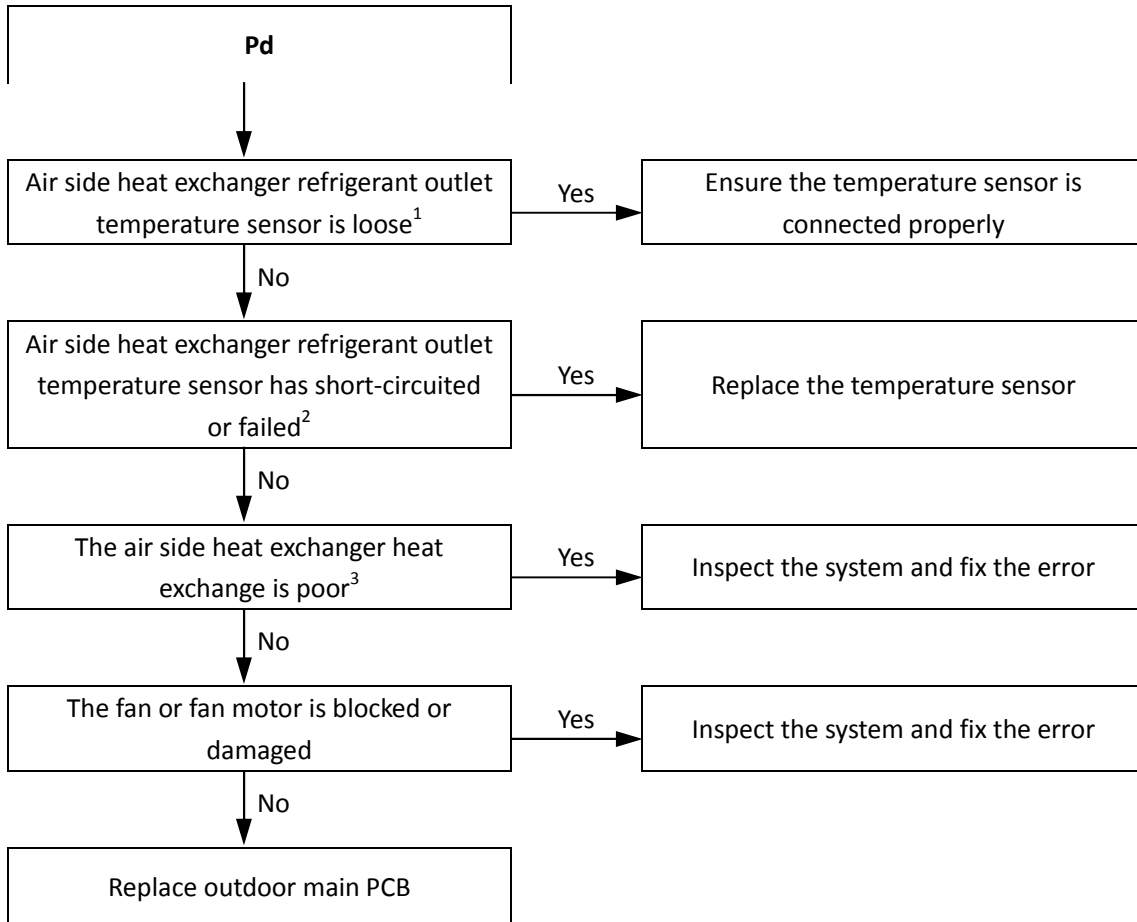 Pd
Air side heat exchanger refrigerant outlet
temperature sensor is loose1
Yes
Ensure the temperature sensor is
connected properly
No
Air side heat exchanger refrigerant outlet
temperature sensor has short-circuited
or failed2
Yes
Replace the temperature sensor
No
The air side heat exchanger heat
exchange is poor3
Yes
Inspect the system and fix the error
No
The fan or fan motor is blocked or
damaged
Yes
Inspect the system and fix the error
No
Replace outdoor main PCB